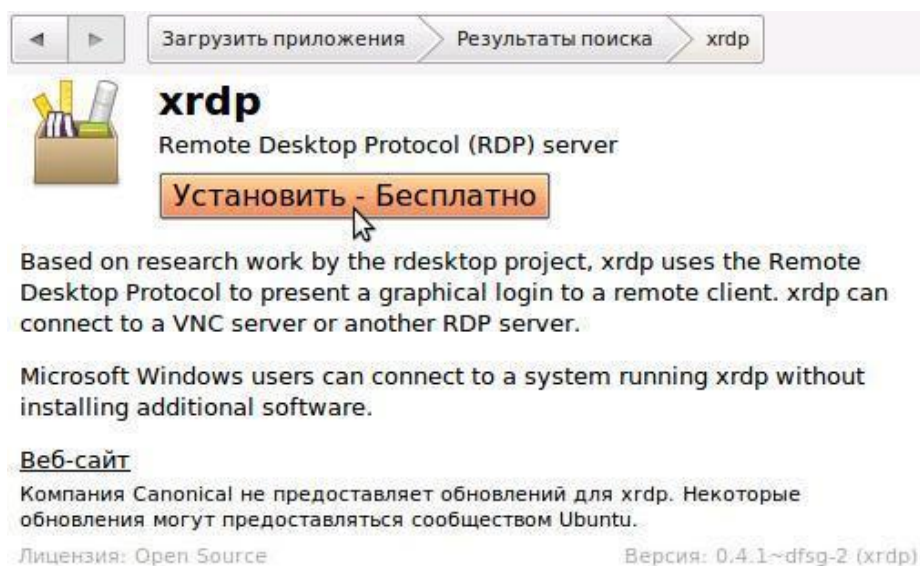 Загрузить приложения Результаты поиска xrdp
xrdp
Remote Desktop Protocol (RDP) server
Установить - Бесплатно
Based on research work by the rdesktop project, xrdp uses the Remote
Desktop Protocol to present a graphical login to a remote client. xrdp can
connect to a VNC server or another RDP server.
Microsoft Windows users can connect to a system running xrdp without
installing additional software.
Веб-сайт
Компания Canonical не предоставляет обновлений для xrdp. Некоторые
обновления могут предоставляться сообществом Ubuntu.
Лицензия: Open Source Версия: 0.4.1~dfsg-2 (xrdp)